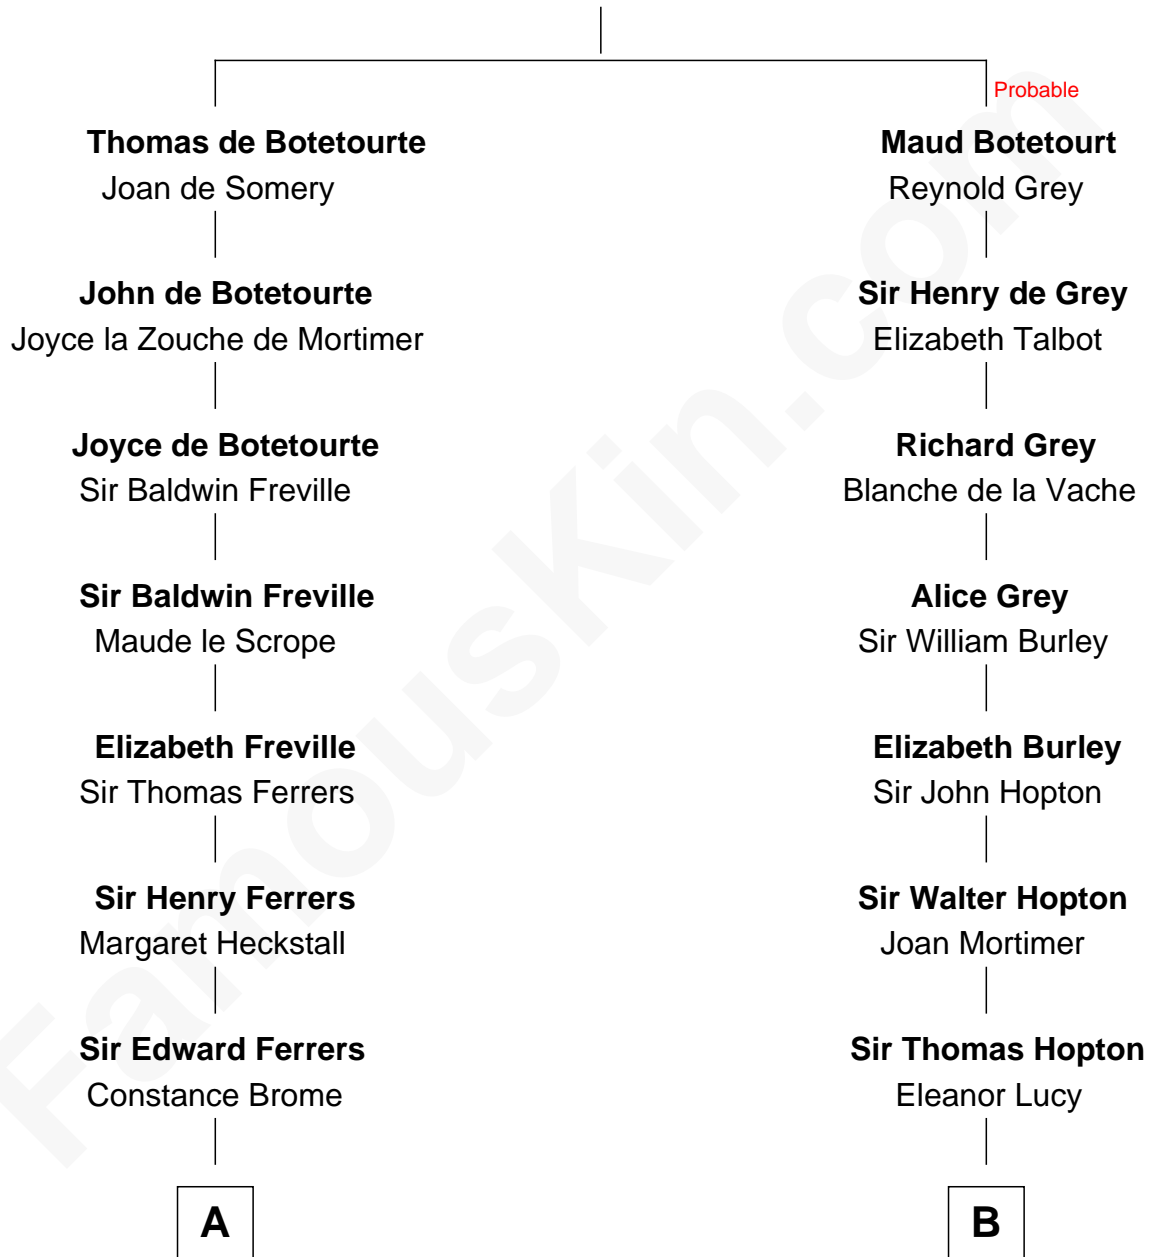 Probable
Thomas de Botetourte
Joan de Somery
Maud Botetourt
Reynold Grey
John de Botetourte
Joyce la Zouche de Mortimer
Sir Henry de Grey
Elizabeth Talbot
Joyce de Botetourte
Sir Baldwin Freville
Richard Grey
Blanche de la Vache
Sir Baldwin Freville
Maude le Scrope
Alice Grey
Sir William Burley
Elizabeth Freville
Sir Thomas Ferrers
Elizabeth Burley
Sir John Hopton
Sir Henry Ferrers
Margaret Heckstall
Sir Walter Hopton
Joan Mortimer
Sir Edward Ferrers
Constance Brome
Sir Thomas Hopton
Eleanor Lucy
A
B
FamousKin.com